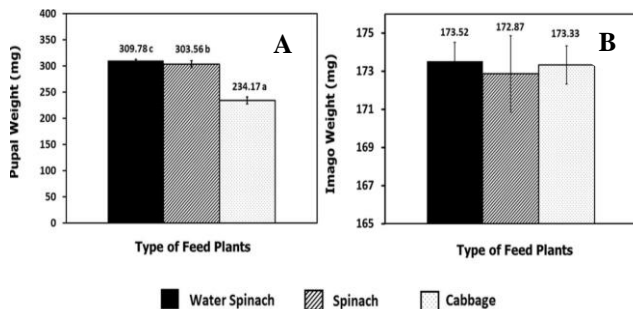 A
Pupal Weight (mg)
400
350
300
250
200
150
100
50
0
309.78 c
303.56 b
234.17 a
Type of Feed Plants
B
Imago Weight (mg)
175
173
171
169
167
165
173.52
172.87
173.33
Type of Feed Plants
Water Spinach
Spinach
Cabbage